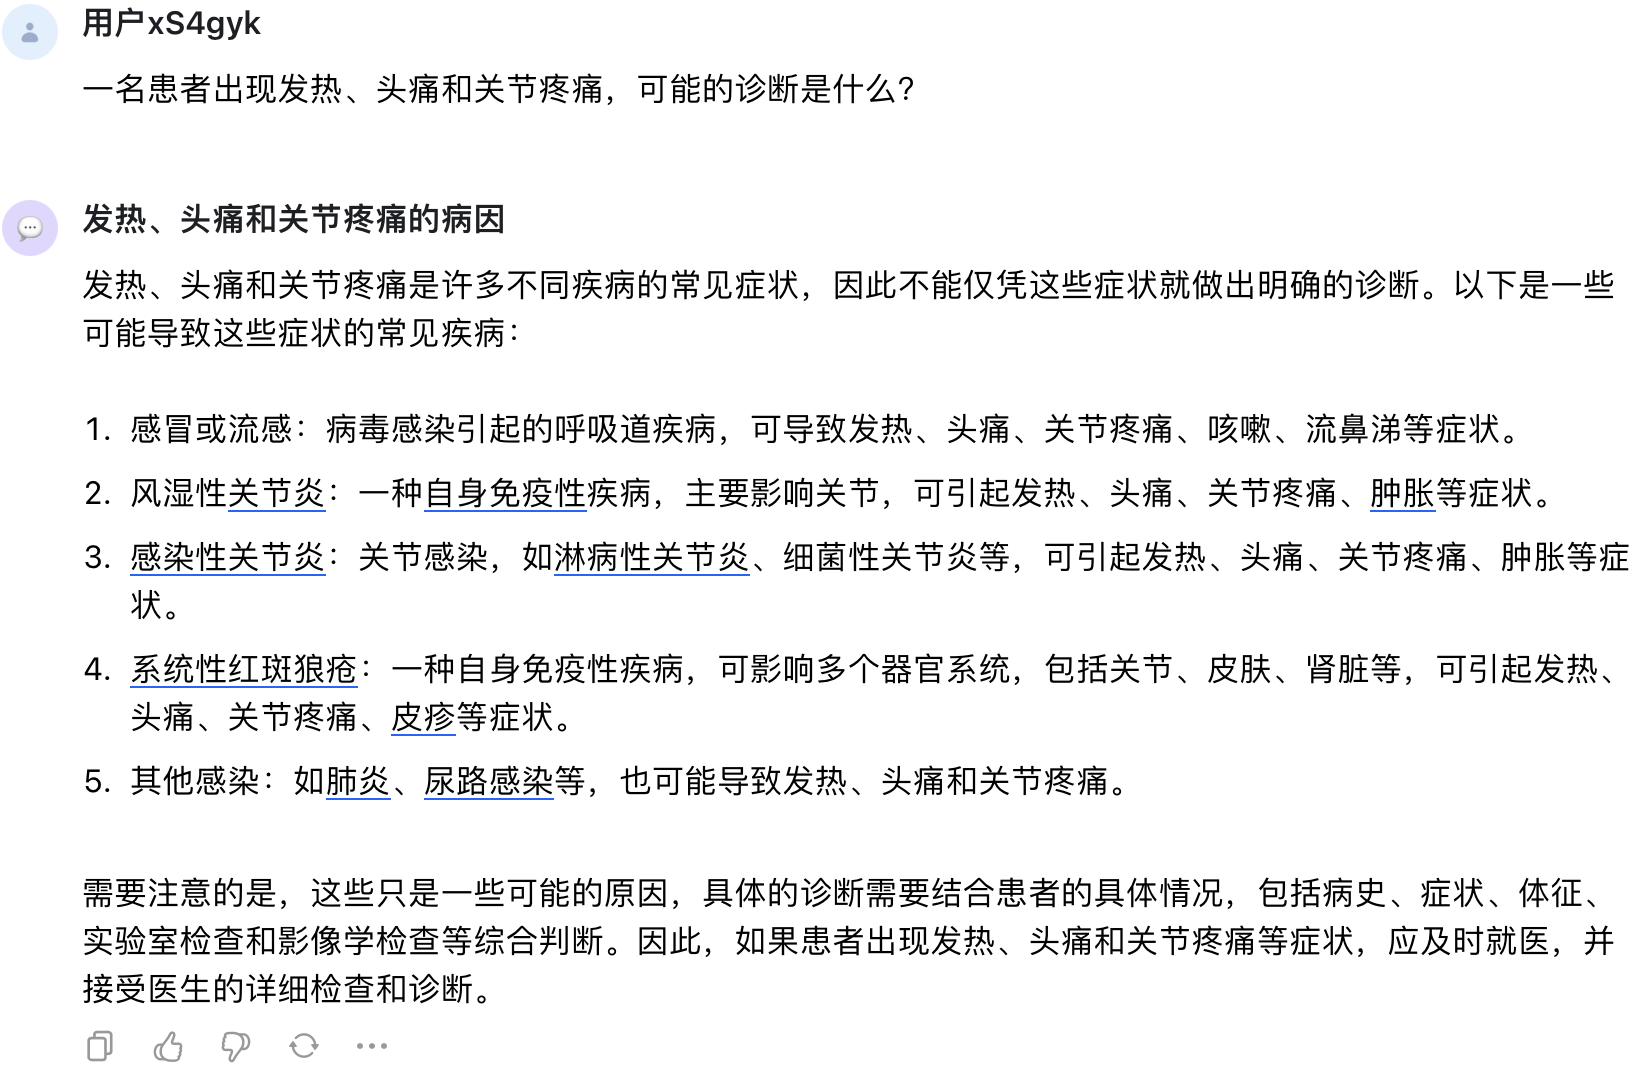 用户xS4gyk
一名患者出现发热、头痛和关节疼痛，可能的诊断是什么？
发热、头痛和关节疼痛的病因
发热、头痛和关节疼痛是许多不同疾病的常见症状，因此不能仅凭这些症状就做出明确的诊断。以下是一些
可能导致这些症状的常见疾病：
1. 感冒或流感：病毒感染引起的呼吸道疾病，可导致发热、头痛、关节疼痛、咳嗽、流鼻涕等症状。
2. 风湿性关节炎：一种自身免疫性疾病，主要影响关节，可引起发热、头痛、关节疼痛、肿胀等症状。
3. 感染性关节炎：关节感染，如淋病性关节炎、细菌性关节炎等，可引起发热、头痛、关节疼痛、肿胀等症
状。
4. 系统性红斑狼疮：一种自身免疫性疾病，可影响多个器官系统，包括关节、皮肤、肾脏等，可引起发热、
头痛、关节疼痛、皮疹等症状。
5. 其他感染：如肺炎、尿路感染等，也可能导致发热、头痛和关节疼痛。
需要注意的是，这些只是一些可能的原因，具体的诊断需要结合患者的具体情况，包括病史、症状、体征、
实验室检查和影像学检查等综合判断。因此，如果患者出现发热、头痛和关节疼痛等症状，应及时就医，并
接受医生的详细检查和诊断。